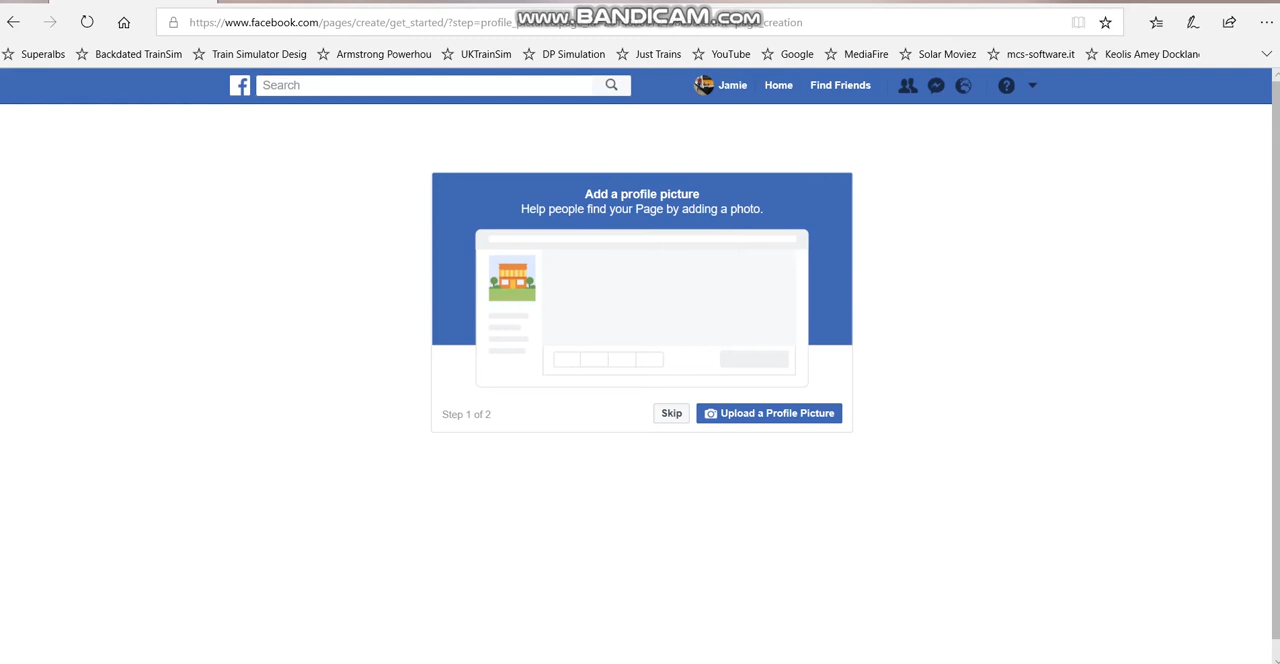 www.BANDICAM.com
https://www.facebook.com/pages/create/get_started/?step=profile_
creation
Superalbs
Backdated TrainSim
Train Simulator Desig
Armstrong Powerhou
UKTrainSim
DP Simulation
Just Trains
YouTube
Google
MediaFire
Solar Moviez
mcs-software.it
Keolis Amey Docklan
Search
Jamie
Home
Find Friends
Add a profile picture
Help people find your Page by adding a photo.
Step 1 of 2
Skip
Upload a Profile Picture